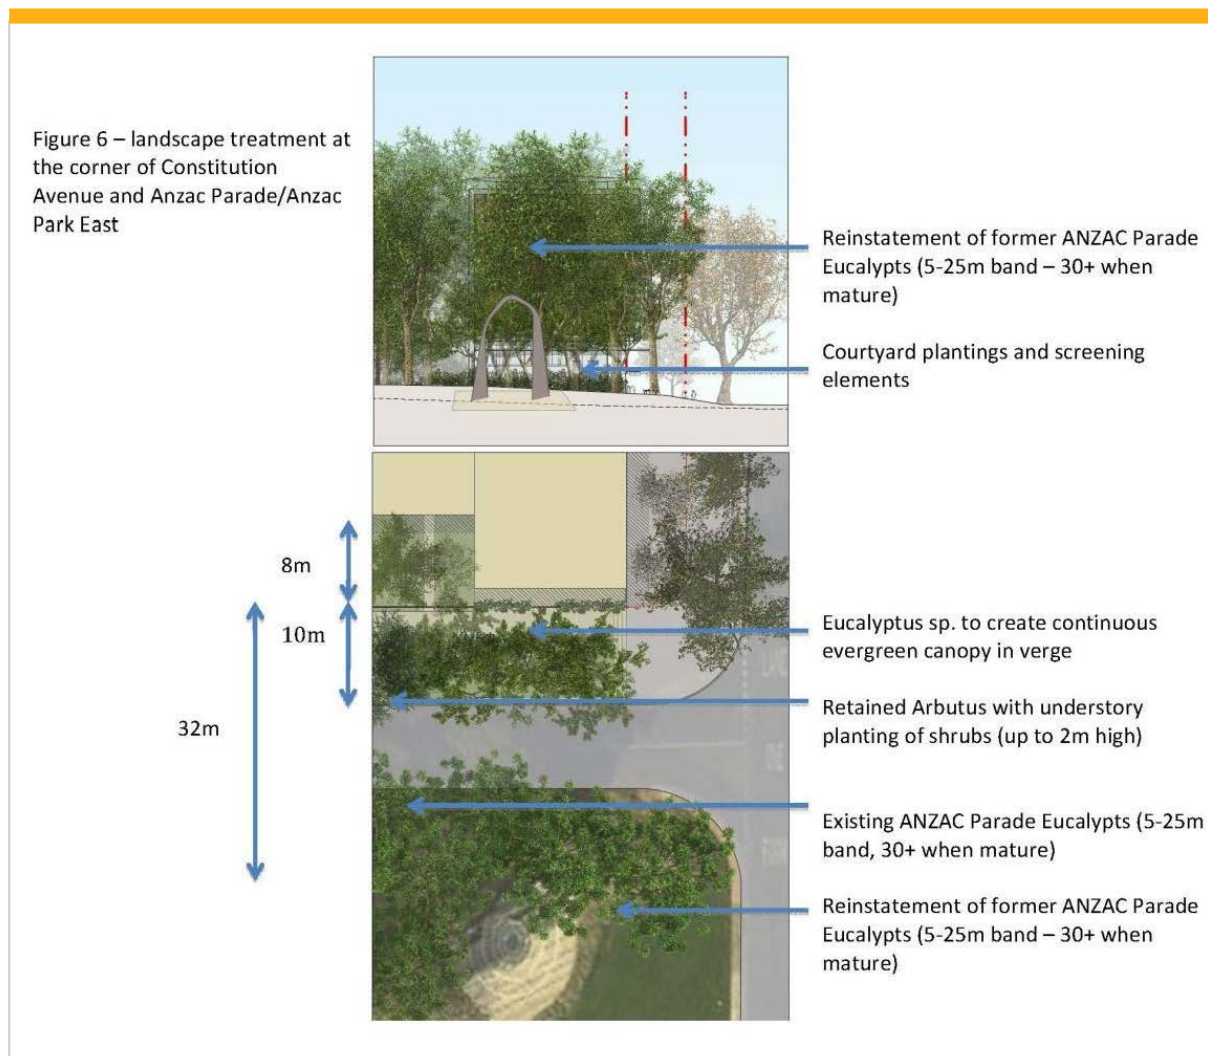 Figure 6 – landscape treatment at
the corner of Constitution
Avenue and Anzac Parade/Anzac
Park East
Reinstatement of former ANZAC Parade
Eucalypts (5-25m band – 30+ when
mature)
Courtyard plantings and screening
elements
8m
10m
32m
Eucalyptus sp. to create continuous
evergreen canopy in verge
Retained Arbutus with understory
planting of shrubs (up to 2m high)
Existing ANZAC Parade Eucalypts (5-25m
band, 30+ when mature)
Reinstatement of former ANZAC Parade
Eucalypts (5-25m band – 30+ when
mature)